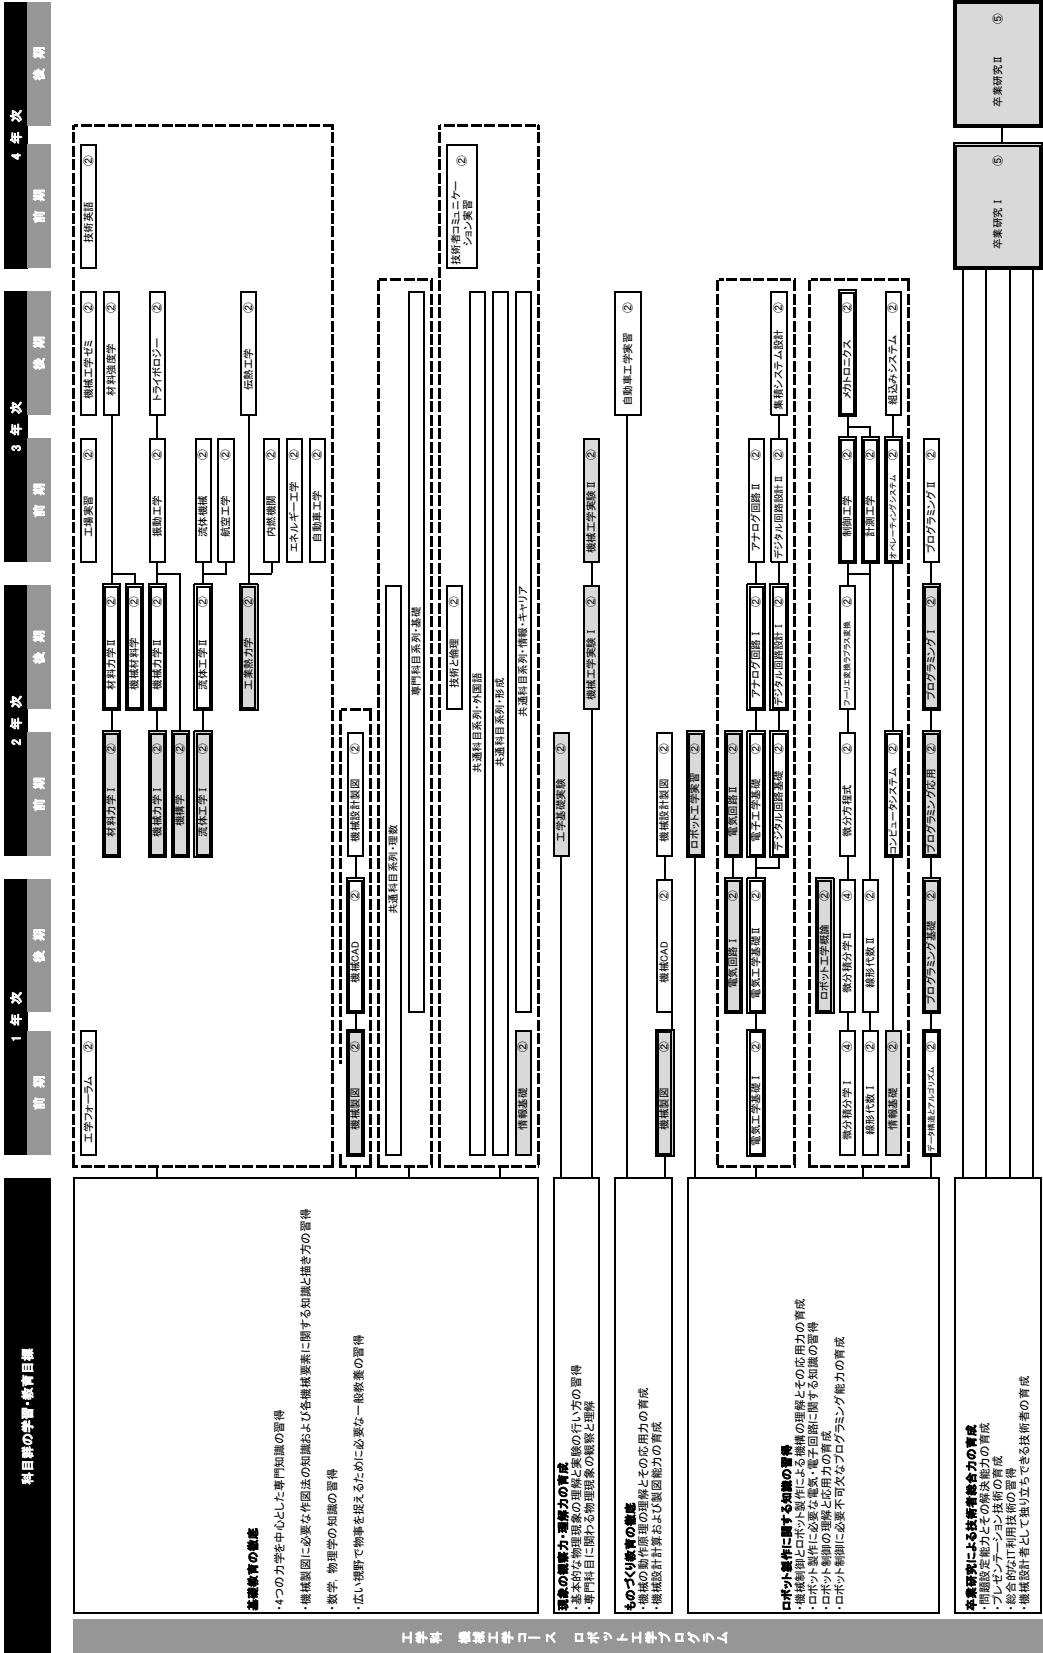 工学科　機械工学コース　ロボット工学プログラム
科目群の学習・教育目標
1 年 次
前 期
後 期
2 年 次
前 期
後 期
3 年 次
前 期
後 期
4 年 次
前 期
後 期
基礎教育の徹底
・4つの力学を中心とした専門知識の習得
・機械製図に必要な作図法の知識および各機械要素に関する知識と描き方の習得
・数学，物理学の知識の習得
・広い視野で物事を捉えるために必要な一般教養の習得
工学フォーラム ②
工場実習 ②
機械工学ゼミ ②
技術英語 ②
材料力学Ⅰ ②
材料力学Ⅱ ②
材料強度学 ②
機械材料学 ②
機械力学Ⅰ ②
機械力学Ⅱ ②
振動工学 ②
トライボロジー ②
機構学 ②
流体工学Ⅰ ②
流体工学Ⅱ ②
流体機械 ②
航空工学 ②
工業熱力学 ②
伝熱工学 ②
内燃機関 ②
エネルギー工学 ②
自動車工学 ②
機械製図 ②
機械CAD ②
機械設計製図 ②
共通科目系列・理数
専門科目系列・基礎
技術と倫理 ②
技術者コミュニケー
ション実習 ②
共通科目系列・外国語
共通科目系列・形成
情報基礎 ②
共通科目系列・情報・キャリア
現象の観察力・理解力の育成
・基本的な物理現象の理解と実験の行い方の習得
・専門科目に関わる物理現象の観察と理解
工学基礎実験 ②
機械工学実験Ⅰ ②
機械工学実験Ⅱ ②
ものづくり教育の徹底
・機械の動作原理の理解とその応用力の育成
・機械設計計算および製図能力の育成
自動車工学実習 ②
機械製図 ②
機械CAD ②
機械設計製図 ②
ロボット製作に関する知識の習得
・機械制御とロボット製作による機構の理解とその応用力の育成
・ロボット製作に必要な電気・電子回路に関する知識の習得
・ロボット制御の理解と応用力の育成
・ロボット制御に必要不可欠なプログラミング能力の育成
ロボット工学実習 ②
電気回路Ⅰ ②
電気回路Ⅱ ②
電気工学基礎Ⅰ ②
電気工学基礎Ⅱ ②
電子工学基礎 ②
アナログ回路Ⅰ ②
アナログ回路Ⅱ ②
デジタル回路基礎 ②
デジタル回路設計Ⅰ ②
デジタル回路設計Ⅱ ②
集積システム設計 ②
ロボット工学概論 ②
微分積分学Ⅰ ④
微分積分学Ⅱ ④
微分方程式 ②
フーリエ変換ラプラス変換 ②
制御工学 ②
メカトロニクス ②
線形代数Ⅰ ②
線形代数Ⅱ ②
計測工学 ②
情報基礎 ②
コンピュータシステム ②
オペレーティングシステム ②
組込みシステム ②
データ構造とアルゴリズム ②
プログラミング基礎 ②
プログラミング応用 ②
プログラミングⅠ ②
プログラミングⅡ ②
卒業研究による技術者総合力の育成
・問題設定能力とその解決能力の育成
・プレゼンテーション技術の育成
・総合的なIT利用技術の習得
・機械設計者として独り立ちできる技術者の育成
卒業研究Ⅰ ⑤
卒業研究Ⅱ ⑤